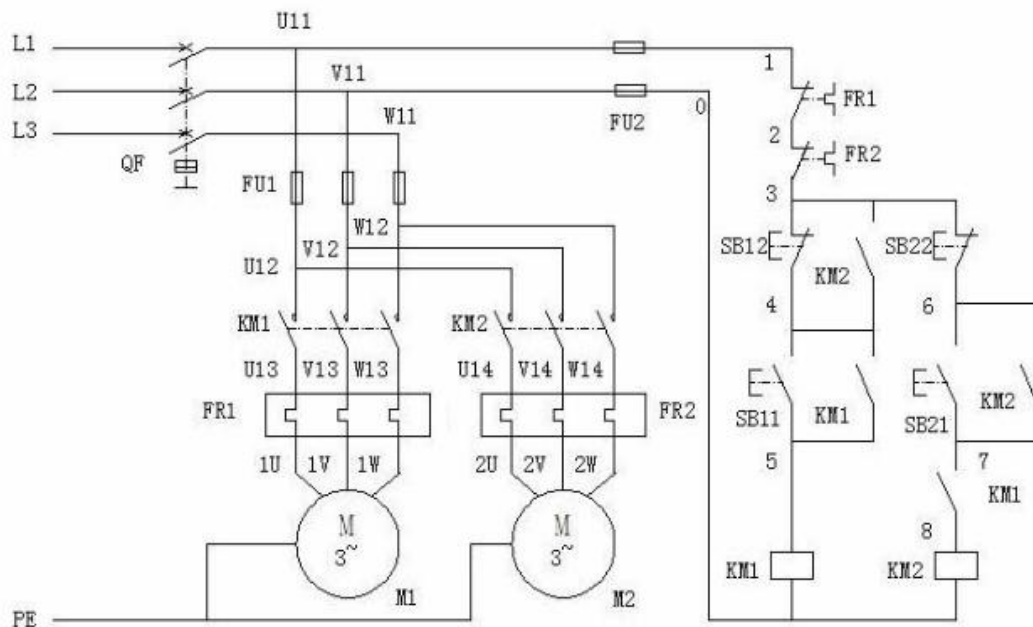 U11
L1
1
V11
FR1
L2
0
W11
FU2
L3
2
QF
FR2
FU1
3
W12
V12
SB12
SB22
U12
KM2
4
6
KM1
KM2
U13 V13 W13
U14 V14 W14
FR1
FR2
SB11
KM1
SB21
KM2
1U 1V 1W
2U 2V 2W
5
7
KM1
M
3~
M
3~
8
KM1
KM2
M1
M2
PE